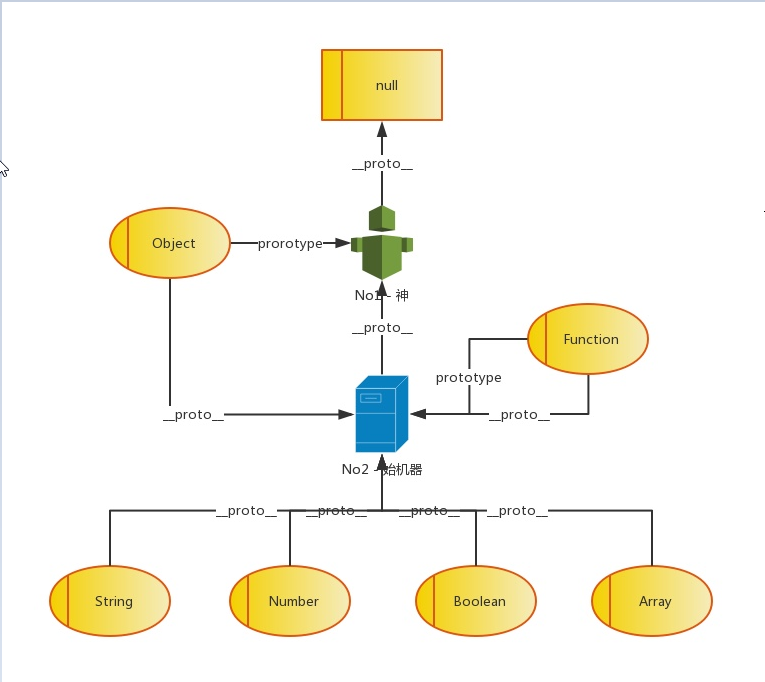 null
__proto__
Object
prorotype
No1 - 神
__proto__
Function
prototype
__proto__
__proto__
No2 - 始机器
__proto__
__proto__
__proto__
__proto__
String
Number
Boolean
Array